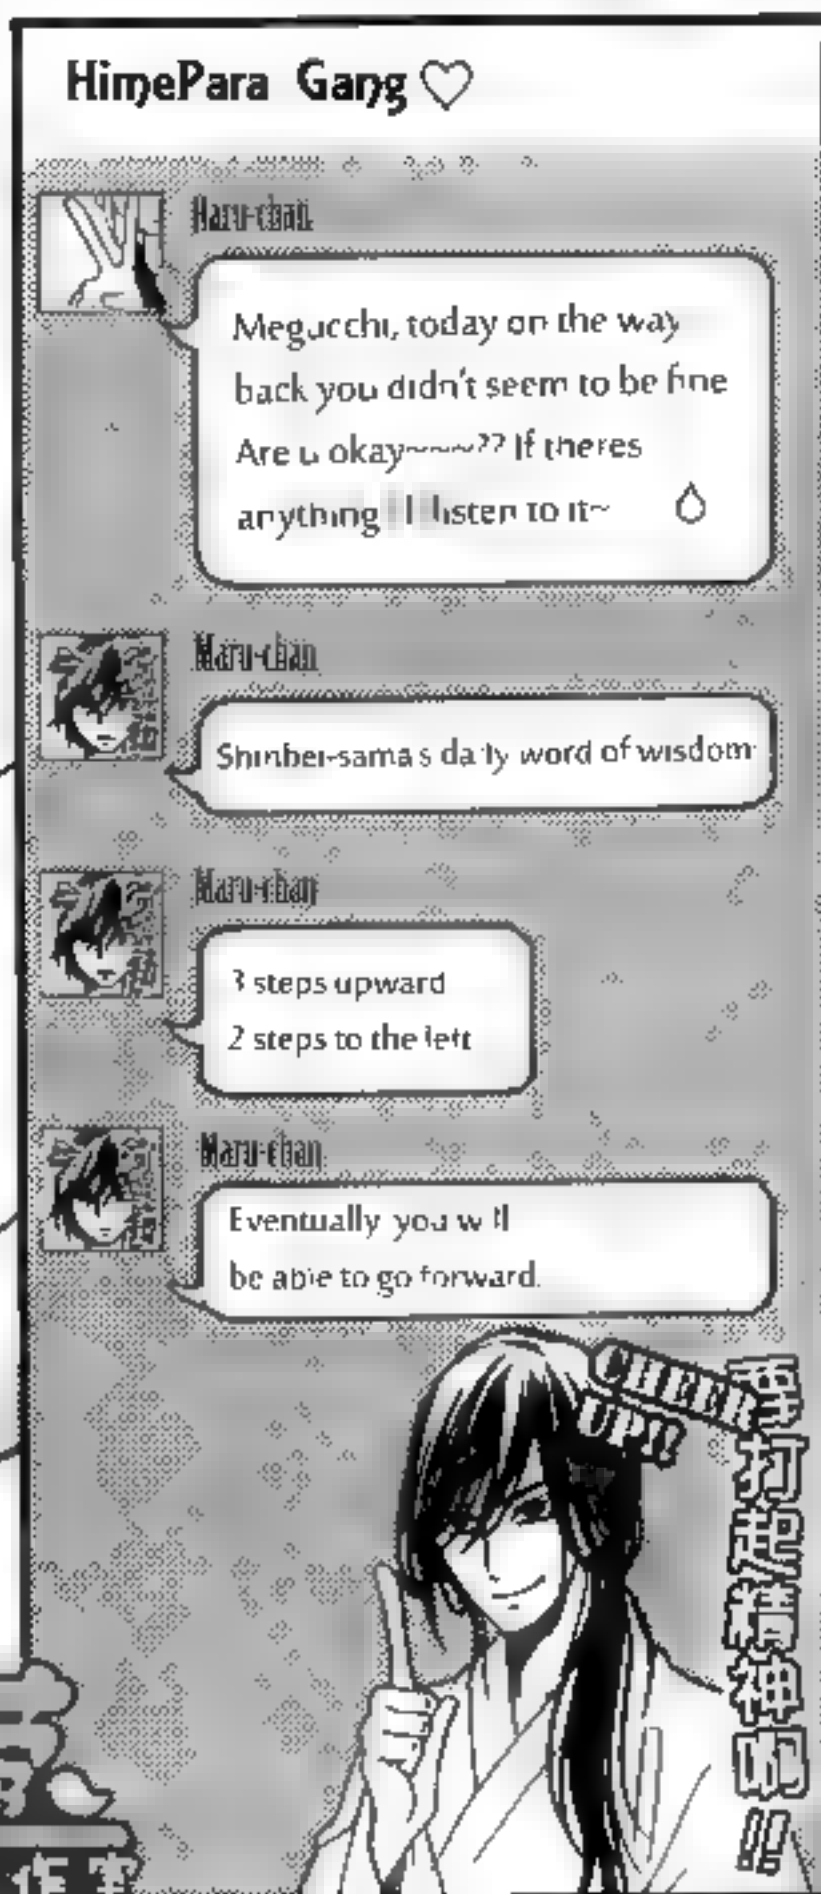 HimePara Gang ♡
Haru-chan
Megucchi, today on the way
back you didn't seem to be fine
Are u okay~~~?? If theres
anything I'll listen to it~
Maru-chan
Shinbei-sama's daily word of wisdom
Maru-chan
3 steps upward
2 steps to the left
Maru-chan
Eventually you will
be able to go forward.
CHEER
UP!!
要打起精神啊!!